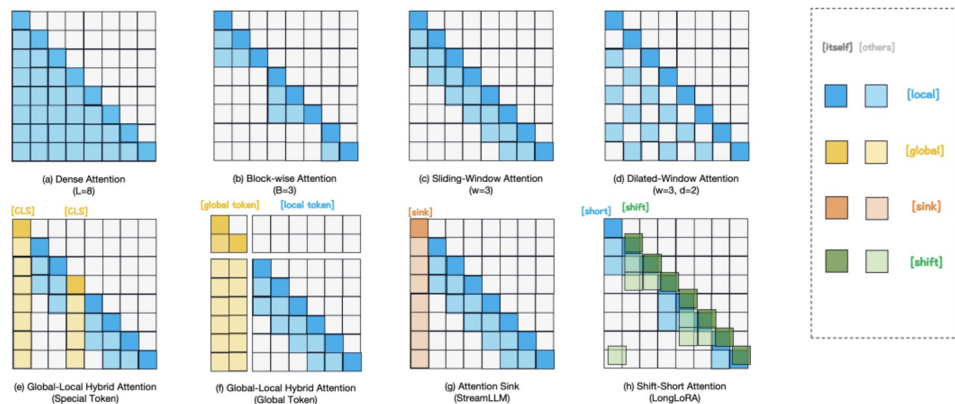 (a) Dense Attention
(L=8)
(b) Block-wise Attention
(B=3)
(c) Sliding-Window Attention
(w=3)
(d) Dilated-Window Attention
(w=3, d=2)
[CLS] [CLS]
(e) Global-Local Hybrid Attention
(Special Token)
[global token] [local token]
(f) Global-Local Hybrid Attention
(Global Token)
[sink]
(g) Attention Sink
(StreamLLM)
[short] [shift]
(h) Shift-Short Attention
(LongLoRA)
[itself] [others]
[local]
[global]
[sink]
[shift]